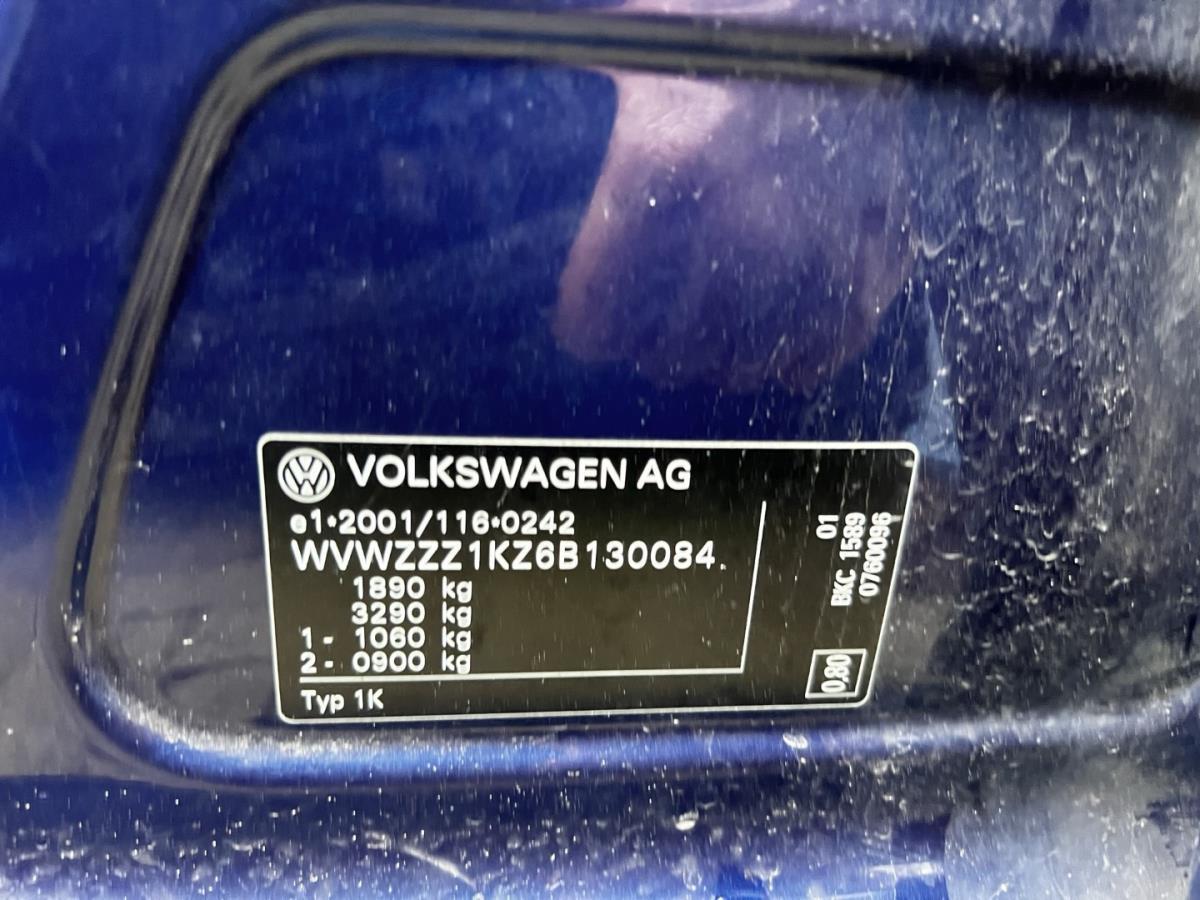 VOLKSWAGEN AG
e1*2001/116*0242
WVWZZZ1KZ6B130084.
1890 kg
3290 kg
1 - 1060 kg
2 - 0900 kg
Typ 1K
01
BKC 1589
0760096
0.80